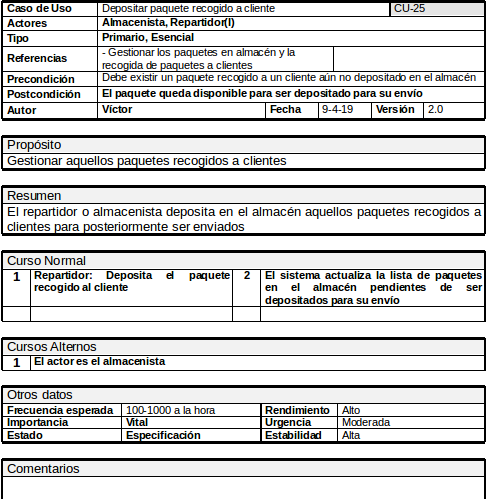 Caso de Uso Depositar paquete recogido a cliente CU-25
Actores Almacenista, Repartidor(I)
Tipo Primario, Esencial
Referencias - Gestionar los paquetes en almacén y la
recogida de paquetes a clientes
Precondición Debe existir un paquete recogido a un cliente aún no depositado en el almacén
Postcondición El paquete queda disponible para ser depositado para su envío
Autor Víctor Fecha 9-4-19 Versión 2.0
Propósito
Gestionar aquellos paquetes recogidos a clientes
Resumen
El repartidor o almacenista deposita en el almacén aquellos paquetes recogidos a
clientes para posteriormente ser enviados
Curso Normal
1 Repartidor: Deposita el paquete 2 El sistema actualiza la lista de paquetes
recogido al cliente en el almacén pendientes de ser
depositados para su envío
Cursos Alternos
1 El actor es el almacenista
Otros datos
Frecuencia esperada 100-1000 a la hora Rendimiento Alto
Importancia Vital Urgencia Moderada
Estado Especificación Estabilidad Alta
Comentarios